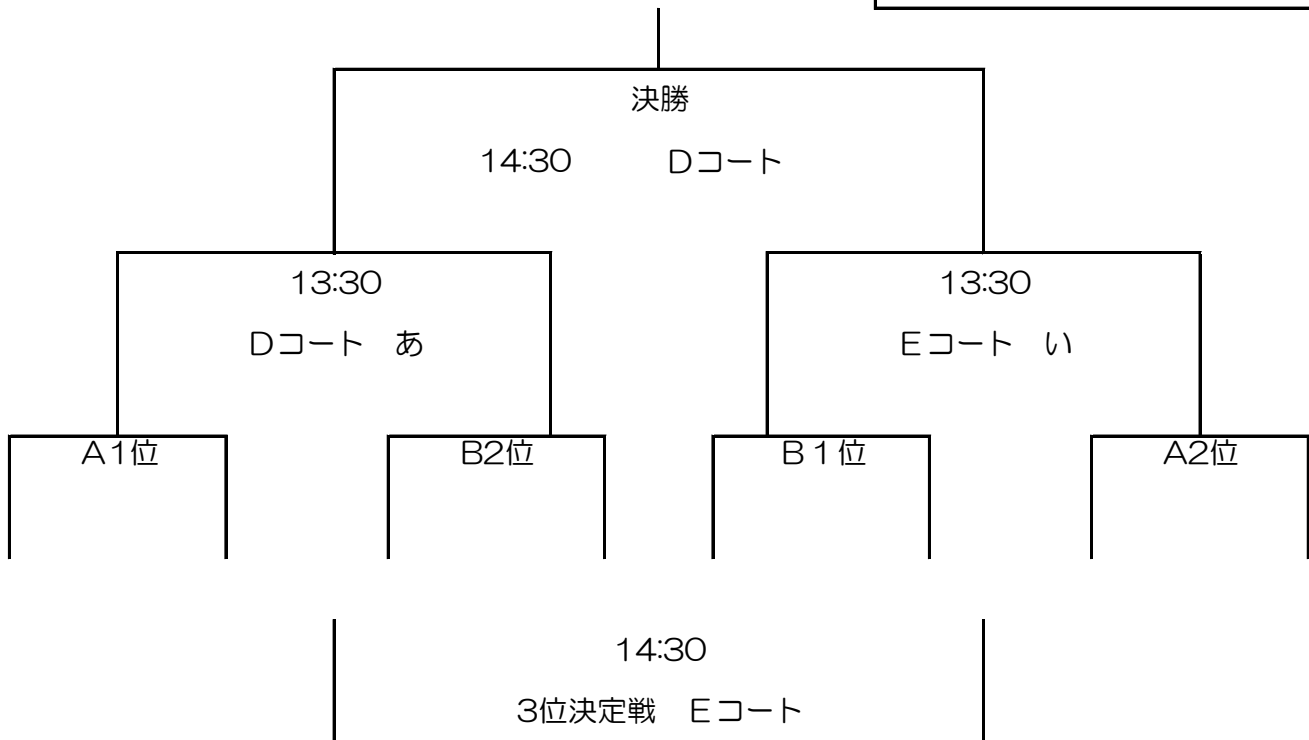 決勝
14:30　Dコート
13:30　13:30
Dコート　あ　Eコート　い
A1位　B2位　B１位　A2位
14:30
3位決定戦　Eコート